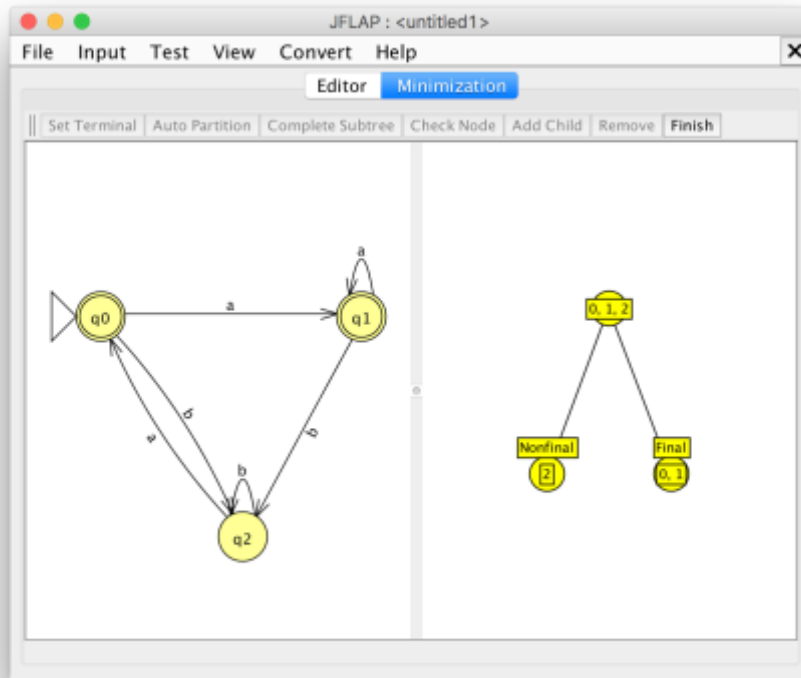 JFLAP : <untitled1>
File Input Test View Convert Help
Editor Minimization
Set Terminal Auto Partition Complete Subtree Check Node Add Child Remove Finish
a
q0 a q1
0, 1, 2
b
a
b
b
q2
Nonfinal Final
2 0, 1